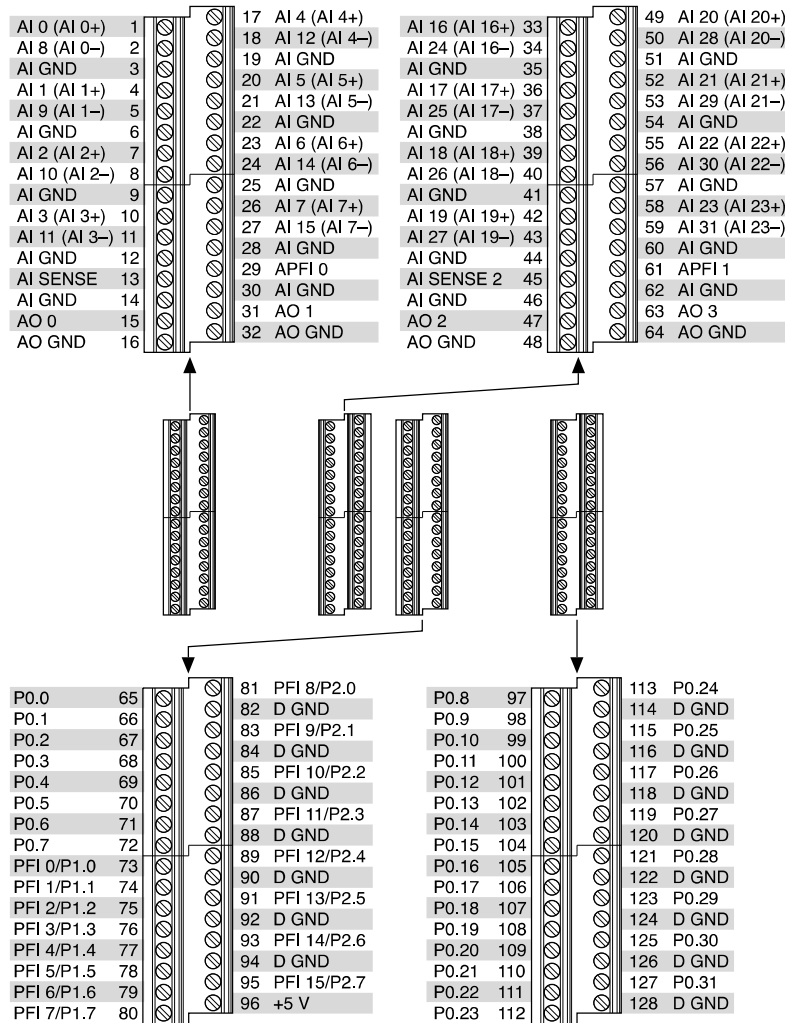 AI 0 (AI 0+) 1
AI 8 (AI 0–) 2
AI GND 3
AI 1 (AI 1+) 4
AI 9 (AI 1–) 5
AI GND 6
AI 2 (AI 2+) 7
AI 10 (AI 2–) 8
AI GND 9
AI 3 (AI 3+) 10
AI 11 (AI 3–) 11
AI GND 12
AI SENSE 13
AI GND 14
AO 0 15
AO GND 16
17 AI 4 (AI 4+)
18 AI 12 (AI 4–)
19 AI GND
20 AI 5 (AI 5+)
21 AI 13 (AI 5–)
22 AI GND
23 AI 6 (AI 6+)
24 AI 14 (AI 6–)
25 AI GND
26 AI 7 (AI 7+)
27 AI 15 (AI 7–)
28 AI GND
29 APFI 0
30 AI GND
31 AO 1
32 AO GND
AI 16 (AI 16+) 33
AI 24 (AI 16–) 34
AI GND 35
AI 17 (AI 17+) 36
AI 25 (AI 17–) 37
AI GND 38
AI 18 (AI 18+) 39
AI 26 (AI 18–) 40
AI GND 41
AI 19 (AI 19+) 42
AI 27 (AI 19–) 43
AI GND 44
AI SENSE 2 45
AI GND 46
AO 2 47
AO GND 48
49 AI 20 (AI 20+)
50 AI 28 (AI 20–)
51 AI GND
52 AI 21 (AI 21+)
53 AI 29 (AI 21–)
54 AI GND
55 AI 22 (AI 22+)
56 AI 30 (AI 22–)
57 AI GND
58 AI 23 (AI 23+)
59 AI 31 (AI 23–)
60 AI GND
61 APFI 1
62 AI GND
63 AO 3
64 AO GND
P0.0 65
P0.1 66
P0.2 67
P0.3 68
P0.4 69
P0.5 70
P0.6 71
P0.7 72
PFI 0/P1.0 73
PFI 1/P1.1 74
PFI 2/P1.2 75
PFI 3/P1.3 76
PFI 4/P1.4 77
PFI 5/P1.5 78
PFI 6/P1.6 79
PFI 7/P1.7 80
81 PFI 8/P2.0
82 D GND
83 PFI 9/P2.1
84 D GND
85 PFI 10/P2.2
86 D GND
87 PFI 11/P2.3
88 D GND
89 PFI 12/P2.4
90 D GND
91 PFI 13/P2.5
92 D GND
93 PFI 14/P2.6
94 D GND
95 PFI 15/P2.7
96 +5 V
P0.8 97
P0.9 98
P0.10 99
P0.11 100
P0.12 101
P0.13 102
P0.14 103
P0.15 104
P0.16 105
P0.17 106
P0.18 107
P0.19 108
P0.20 109
P0.21 110
P0.22 111
P0.23 112
113 P0.24
114 D GND
115 P0.25
116 D GND
117 P0.26
118 D GND
119 P0.27
120 D GND
121 P0.28
122 D GND
123 P0.29
124 D GND
125 P0.30
126 D GND
127 P0.31
128 D GND